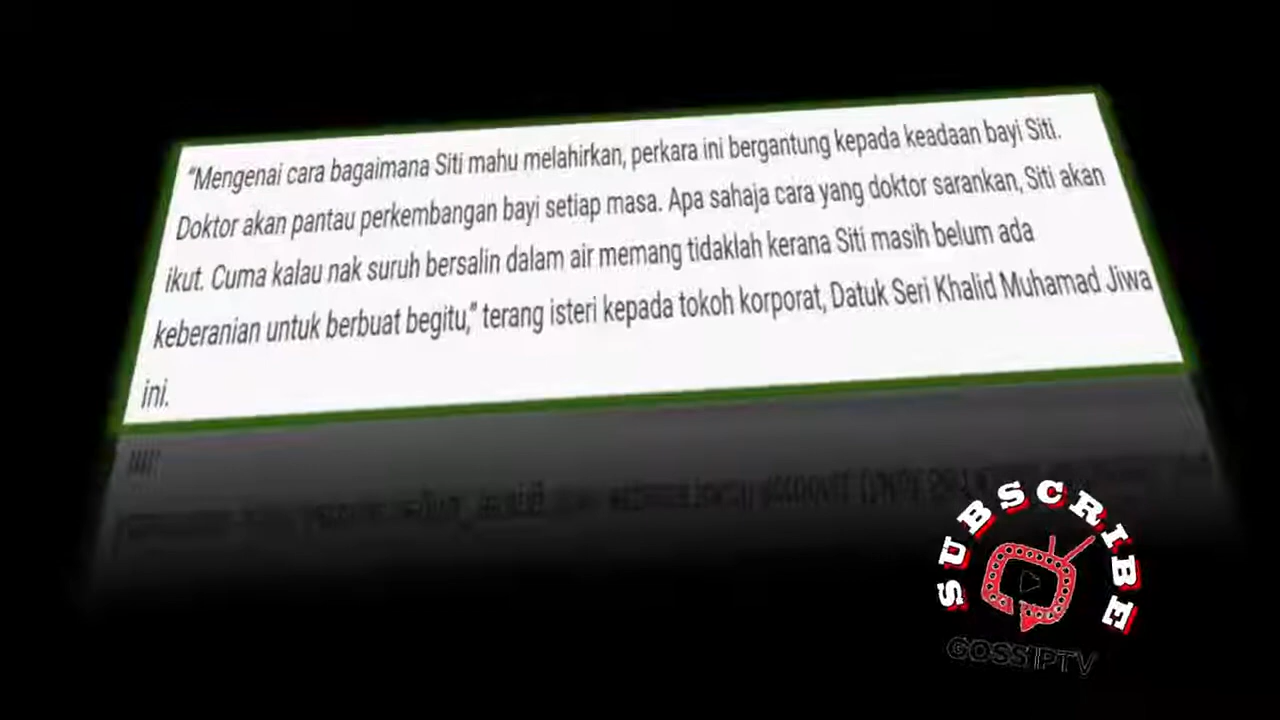 “Mengenai cara bagaimana Siti mahu melahirkan, perkara ini bergantung kepada keadaan bayi Siti.
Doktor akan pantau perkembangan bayi setiap masa. Apa sahaja cara yang doktor sarankan, Siti akan
ikut. Cuma kalau nak suruh bersalin dalam air memang tidaklah kerana Siti masih belum ada
keberanian untuk berbuat begitu,” terang isteri kepada tokoh korporat, Datuk Seri Khalid Muhamad Jiwa
ini.
SUBSCRIBE
GOSSIPTV